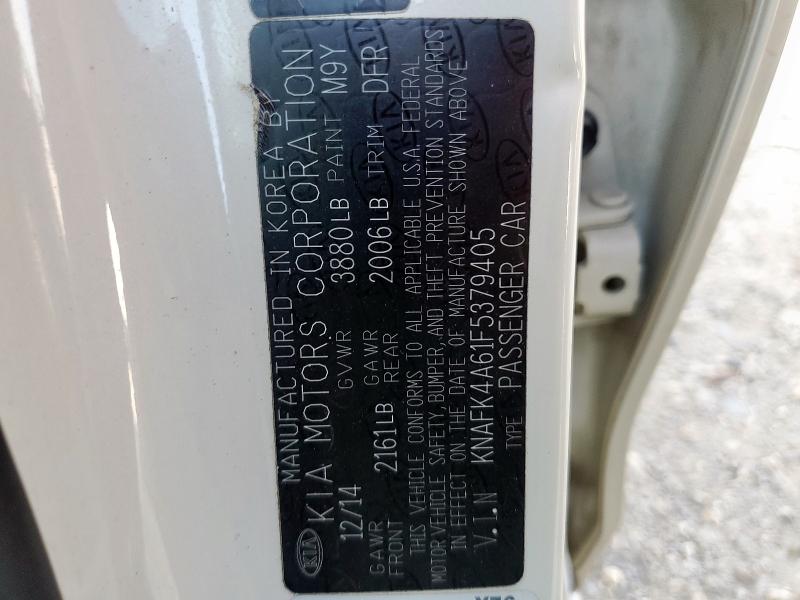 MANUFACTURED IN KOREA BY
KIA KIA MOTORS CORPORATION
12/14 GVWR 3880LB PAINT M9Y
GAWR FRONT 2161LB GAWR REAR 2006LB TRIM DFR
THIS VEHICLE CONFORMS TO ALL APPLICABLE U.S.A. FEDERAL
MOTOR VEHICLE SAFETY, BUMPER, AND THEFT PREVENTION STANDARDS
IN EFFECT ON THE DATE OF MANUFACTURE SHOWN ABOVE
V.I.N KNAFK4A61F5379405
TYPE PASSENGER CAR